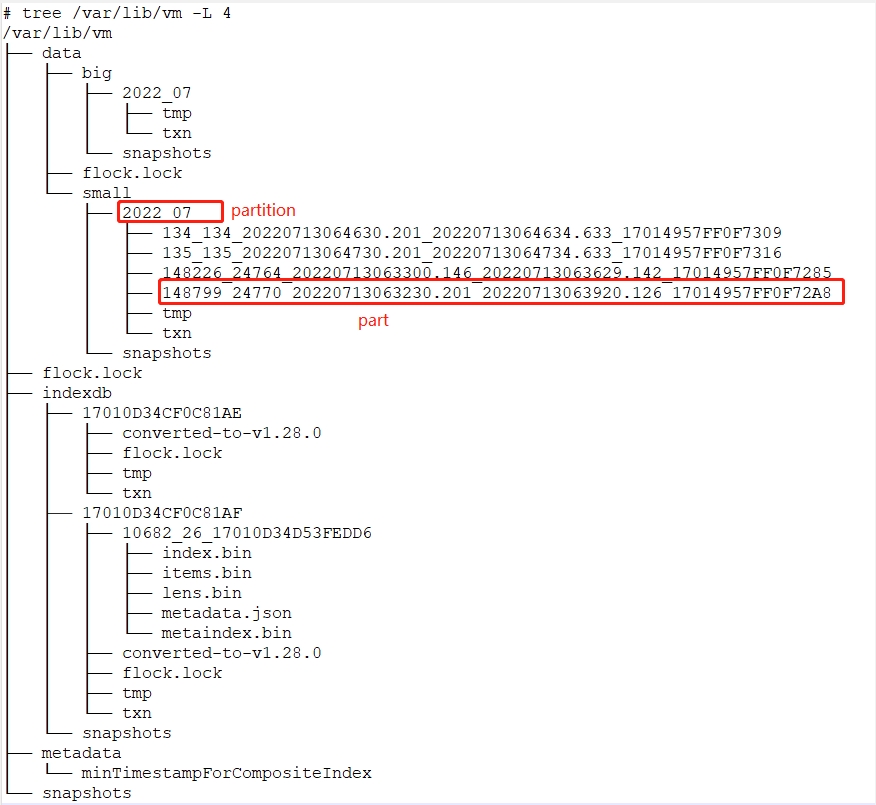 # tree /var/lib/vm -L 4
/var/lib/vm
├── data
│   ├── big
│   │   ├── 2022_07
│   │   │   ├── tmp
│   │   │   └── txn
│   │   └── snapshots
│   ├── flock.lock
│   └── small
│       ├── 2022_07 partition
│       │   ├── 134_134_20220713064630.201_20220713064634.633_17014957FF0F7309
│       │   ├── 135_135_20220713064730.201_20220713064734.633_17014957FF0F7316
│       │   ├── 148226_24764_20220713063300.146_20220713063629.142_17014957FF0F7285
│       │   ├── 148799_24770_20220713063230.201_20220713063920.126_17014957FF0F72A8
│       │   ├── tmp
part
│       │   └── txn
│       └── snapshots
├── flock.lock
├── indexdb
│   ├── 17010D34CF0C81AE
│   │   ├── converted-to-v1.28.0
│   │   ├── flock.lock
│   │   ├── tmp
│   │   └── txn
│   ├── 17010D34CF0C81AF
│   │   ├── 10682_26_17010D34D53FEDD6
│   │   │   ├── index.bin
│   │   │   ├── items.bin
│   │   │   ├── lens.bin
│   │   │   ├── metadata.json
│   │   │   └── metaindex.bin
│   │   ├── converted-to-v1.28.0
│   │   ├── flock.lock
│   │   ├── tmp
│   │   └── txn
│   └── snapshots
├── metadata
│   └── minTimestampForCompositeIndex
└── snapshots